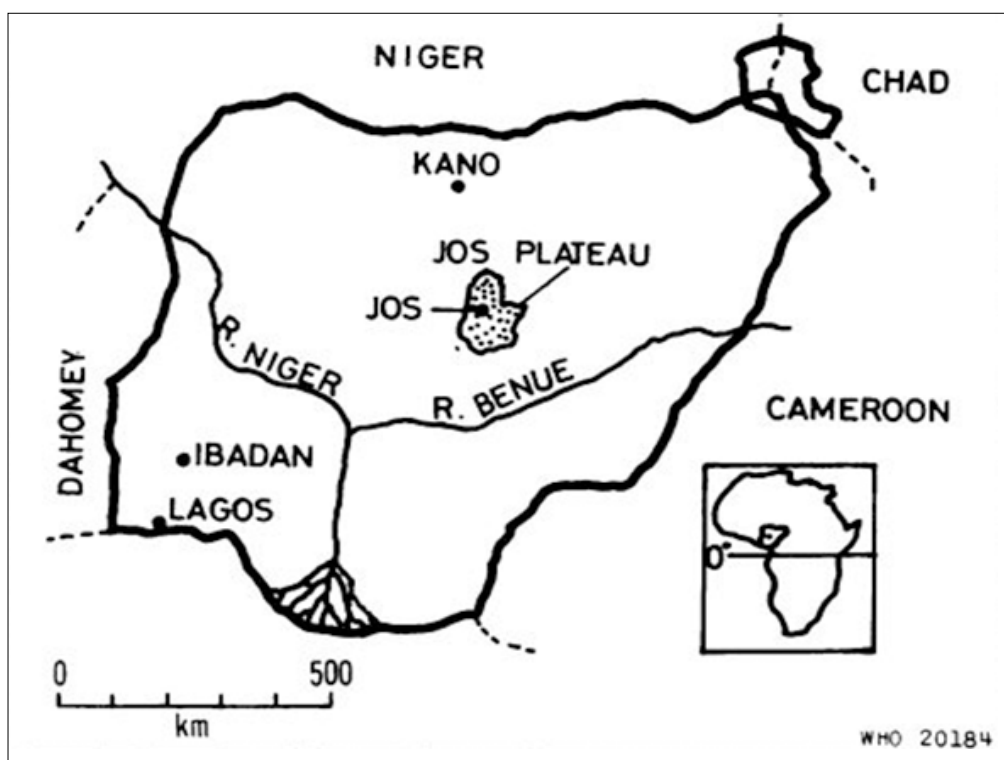 NIGER
CHAD
KANO
JOS PLATEAU
JOS
R. NIGER
R. BENUE
DAHOMEY
CAMEROON
IBADAN
LAGOS
0°
0 500
km
WHO 20184